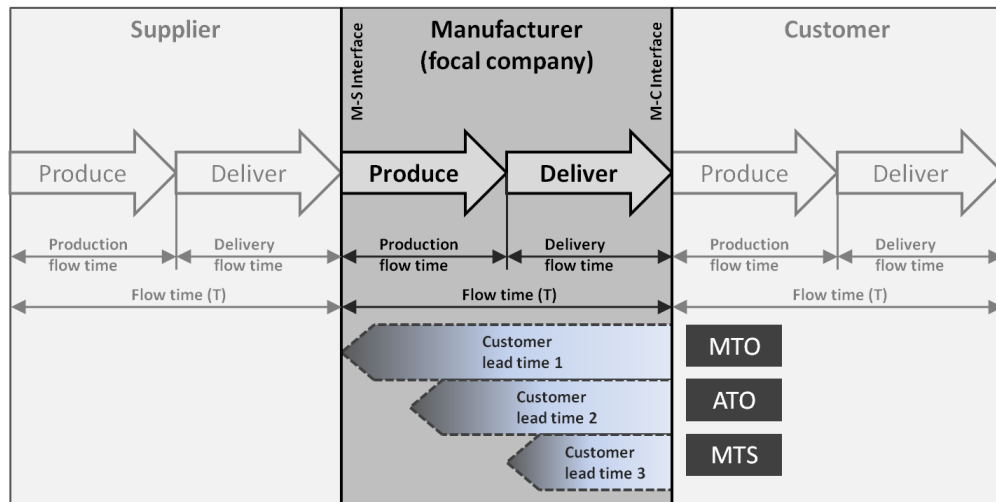 Supplier
M-S Interface
Manufacturer
(focal company)
M-C Interface
Customer
Produce
Deliver
Produce
Deliver
Produce
Deliver
Production
flow time
Delivery
flow time
Production
flow time
Delivery
flow time
Production
flow time
Delivery
flow time
Flow time (T)
Flow time (T)
Flow time (T)
Customer
lead time 1
MTO
Customer
lead time 2
ATO
Customer
lead time 3
MTS